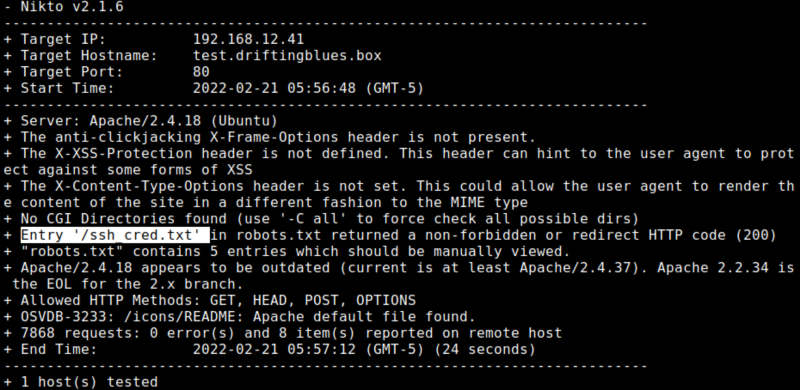 - Nikto v2.1.6
---------------------------------------------------------------------------
+ Target IP:          192.168.12.41
+ Target Hostname:    test.driftingblues.box
+ Target Port:        80
+ Start Time:         2022-02-21 05:56:48 (GMT-5)
---------------------------------------------------------------------------
+ Server: Apache/2.4.18 (Ubuntu)
+ The anti-clickjacking X-Frame-Options header is not present.
+ The X-XSS-Protection header is not defined. This header can hint to the user agent to prot
ect against some forms of XSS
+ The X-Content-Type-Options header is not set. This could allow the user agent to render th
e content of the site in a different fashion to the MIME type
+ No CGI Directories found (use '-C all' to force check all possible dirs)
+ Entry '/ssh_cred.txt' in robots.txt returned a non-forbidden or redirect HTTP code (200)
+ "robots.txt" contains 5 entries which should be manually viewed.
+ Apache/2.4.18 appears to be outdated (current is at least Apache/2.4.37). Apache 2.2.34 is
 the EOL for the 2.x branch.
+ Allowed HTTP Methods: GET, HEAD, POST, OPTIONS
+ OSVDB-3233: /icons/README: Apache default file found.
+ 7868 requests: 0 error(s) and 8 item(s) reported on remote host
+ End Time:           2022-02-21 05:57:12 (GMT-5) (24 seconds)
---------------------------------------------------------------------------
+ 1 host(s) tested